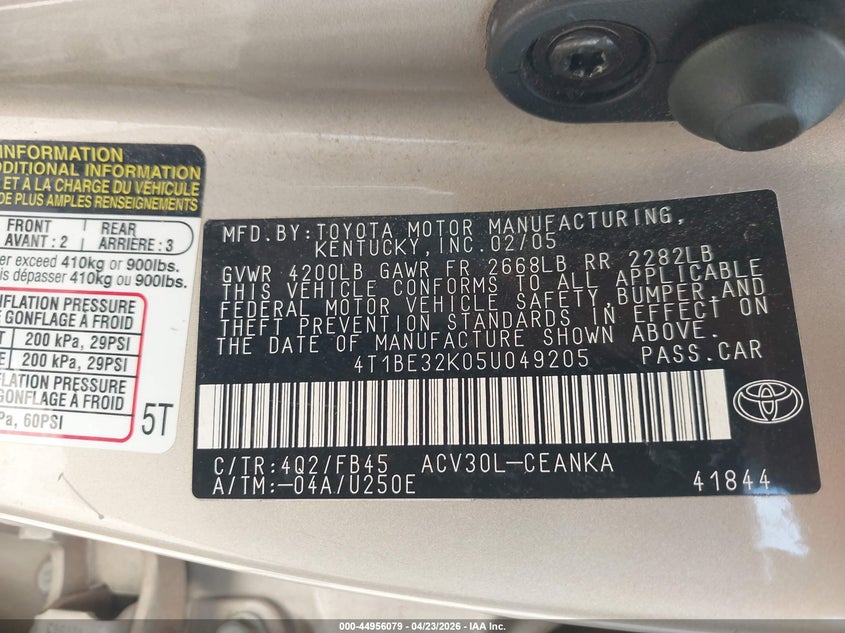 INFORMATION
DDITIONAL INFORMATION
ET À LA CHARGE DU VÉHICULE
DE PLUS AMPLES RENSEIGNEMENTS
FRONT
AVANT : 2
REAR
ARRIÈRE : 3
er exceed 410kg or 900lbs.
is dépasser 410kg ou 900lbs.
FLATION PRESSURE
GONFLAGE À FROID
200 kPa, 29PSI
200 kPa, 29PSI
FLATION PRESSURE
GONFLAGE À FROID
Pa, 60PSI
5T
MFD.BY:TOYOTA MOTOR MANUFACTURING,
KENTUCKY,INC.02/05
GVWR 4200LB GAWR FR 2668LB RR 2282LB
THIS VEHICLE CONFORMS TO ALL APPLICABLE
FEDERAL MOTOR VEHICLE SAFETY,BUMPER,AND
THEFT PREVENTION STANDARDS IN EFFECT ON
THE DATE OF MANUFACTURE SHOWN ABOVE.
4T1BE32K05U049205 PASS.CAR
C/TR:4Q2/FB45 ACV30L-CEANKA
A/TM:-04A/U250E 41844
000-44956079 - 04/23/2026 - IAA, Inc.